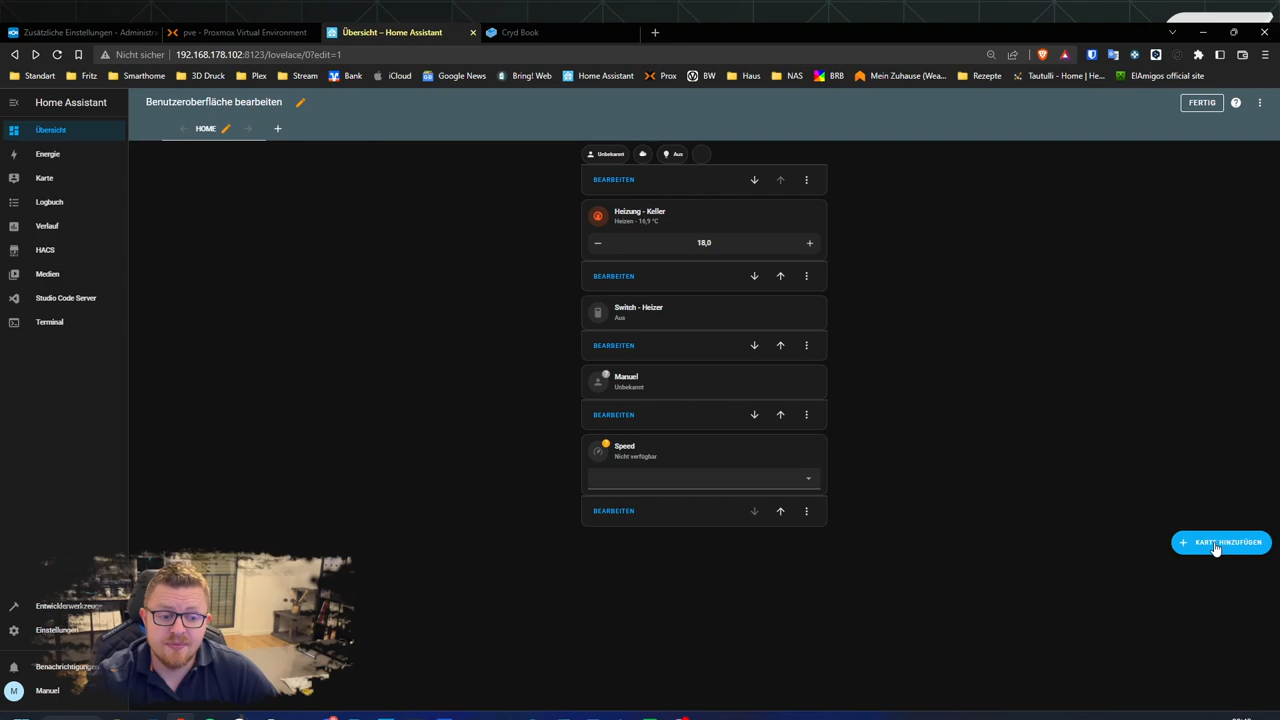 Zusätzliche Einstellungen - Administra
pve - Proxmox Virtual Environment
Übersicht – Home Assistant
Cryd Book
Nicht sicher
192.168.178.102:8123/lovelace/0?edit=1
Standart
Fritz
Smarthome
3D Druck
Plex
Stream
Bank
iCloud
Google News
Bring! Web
Home Assistant
Prox
BW
Haus
NAS
BRB
Mein Zuhause (Wea...
Rezepte
Tautulli - Home | He...
ElAmigos official site
Home Assistant
Benutzeroberfläche bearbeiten
FERTIG
HOME
Übersicht
Energie
Karte
Logbuch
Verlauf
HACS
Medien
Studio Code Server
Terminal
Unbekannt
Aus
BEARBEITEN
Heizung - Keller
Heizen - 16,9 °C
18,0
BEARBEITEN
Switch - Heizer
Aus
BEARBEITEN
Manuel
Unbekannt
BEARBEITEN
Speed
Nicht verfügbar
BEARBEITEN
KARTE HINZUFÜGEN
Entwicklerwerkzeuge
Einstellungen
Benachrichtigungen
M
Manuel